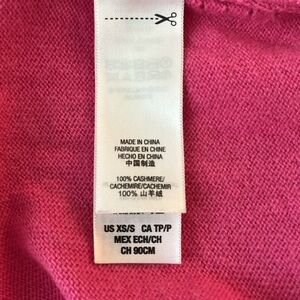 MADE IN CHINA
FABRIQUE EN CHINE
HECHO EN CHINA
中国制造
100% CASHMERE/
CACHEMIRE/CACHEMIR
100% 山羊绒
US XS/S CA TP/P
MEX ECH/CH
CH 90CM